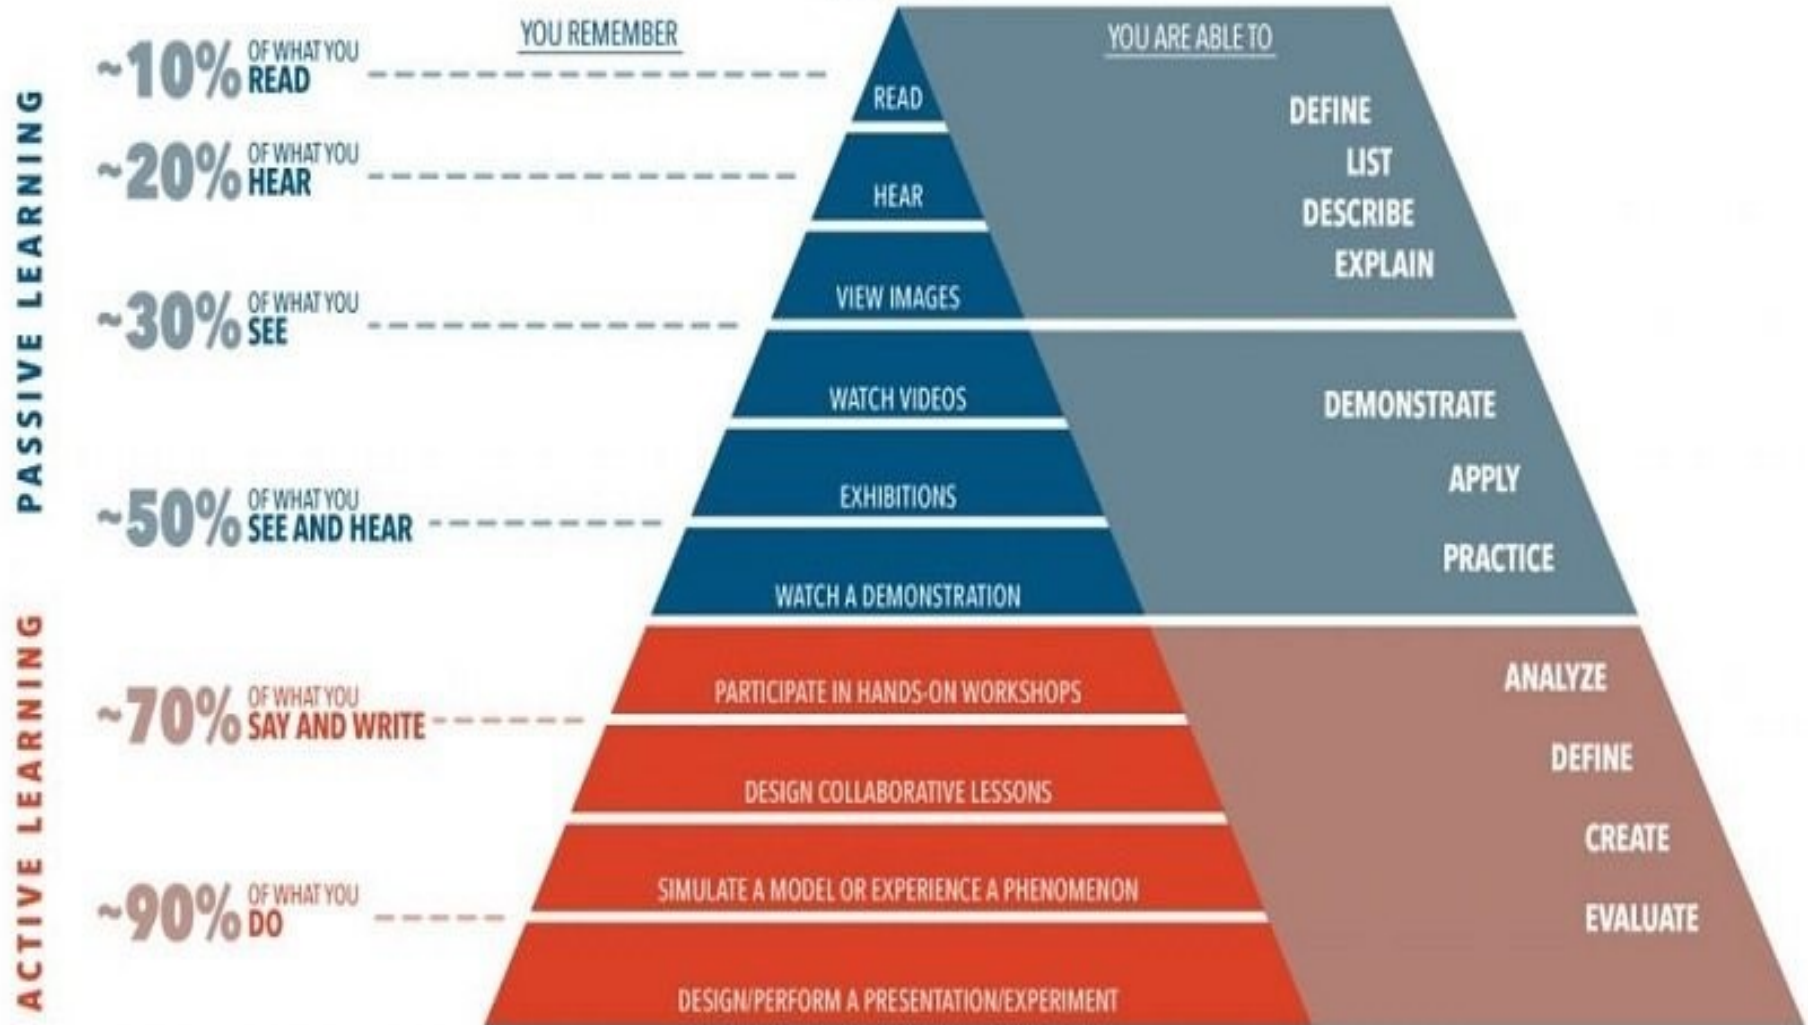 YOU REMEMBER
YOU ARE ABLE TO
PASSIVE LEARNING
~10% OF WHAT YOU
READ
~20% OF WHAT YOU
HEAR
~30% OF WHAT YOU
SEE
~50% OF WHAT YOU
SEE AND HEAR
ACTIVE LEARNING
~70% OF WHAT YOU
SAY AND WRITE
~90% OF WHAT YOU
DO
READ
HEAR
VIEW IMAGES
WATCH VIDEOS
EXHIBITIONS
WATCH A DEMONSTRATION
PARTICIPATE IN HANDS-ON WORKSHOPS
DESIGN COLLABORATIVE LESSONS
SIMULATE A MODEL OR EXPERIENCE A PHENOMENON
DESIGN/PERFORM A PRESENTATION/EXPERIMENT
DEFINE
LIST
DESCRIBE
EXPLAIN
DEMONSTRATE
APPLY
PRACTICE
ANALYZE
DEFINE
CREATE
EVALUATE